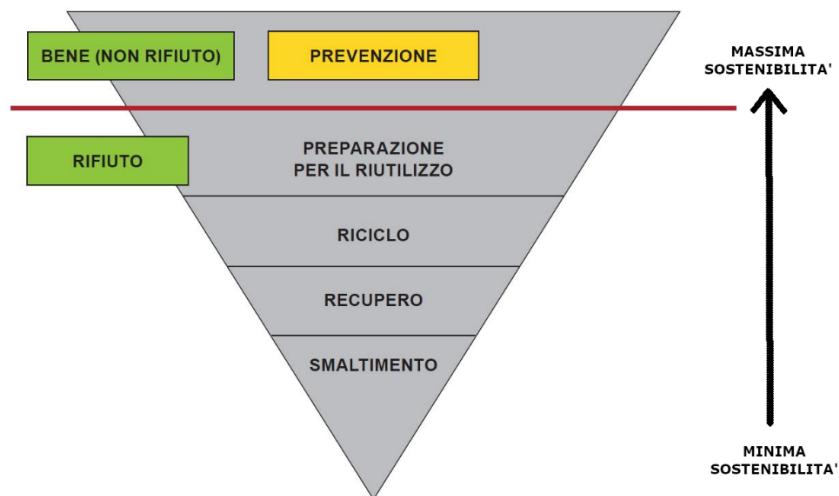 BENE (NON RIFIUTO)
PREVENZIONE
MASSIMA
SOSTENIBILITA'
RIFIUTO
PREPARAZIONE
PER IL RIUTILIZZO
RICICLO
RECUPERO
SMALTIMENTO
MINIMA
SOSTENIBILITA'